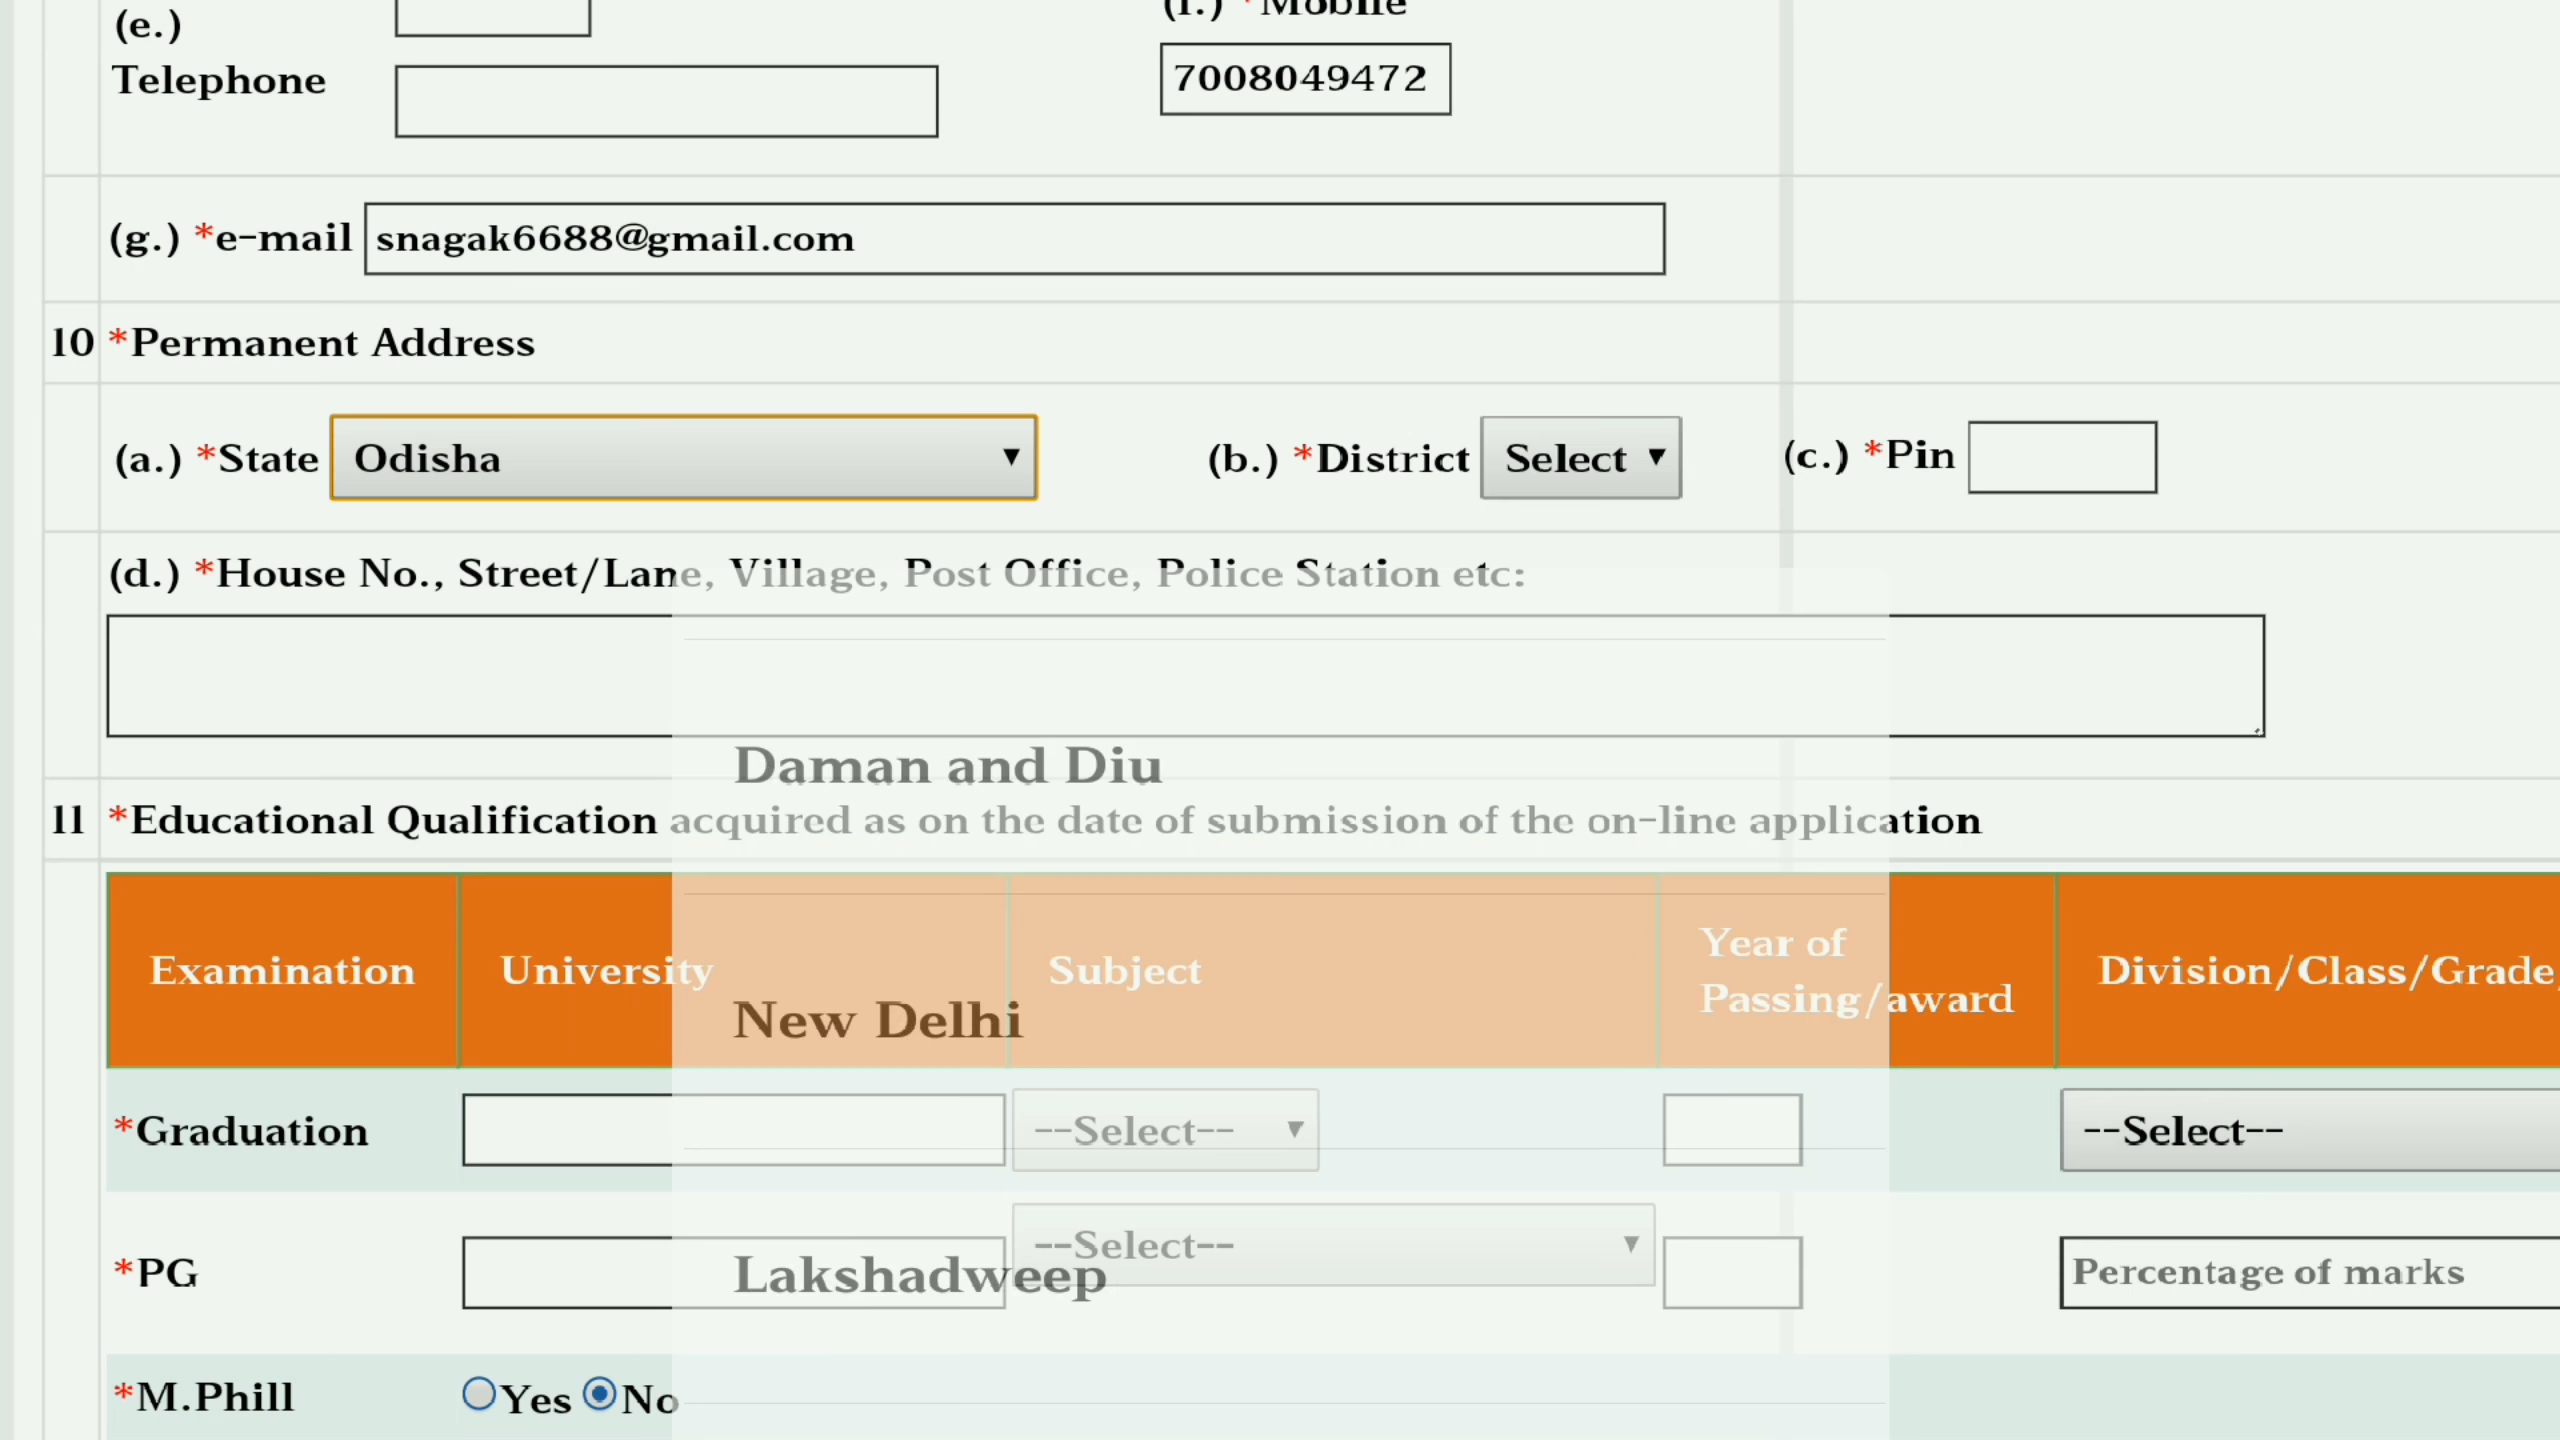 (e.)
Telephone
(f.) *Mobile
7008049472
(g.) *e-mail snagak6688@gmail.com
10 *Permanent Address
(a.) *State Odisha ▼ (b.) *District Select ▼ (c.) *Pin
(d.) *House No., Street/Lane, Village, Post Office, Police Station etc:
Daman and Diu
11 *Educational Qualification acquired as on the date of submission of the on-line application
Examination University Subject Year of Passing/award Division/Class/Grade/
New Delhi
*Graduation --Select-- ▼ --Select--
*PG --Select-- ▼ Percentage of marks
Lakshadweep
*M.Phill Yes No